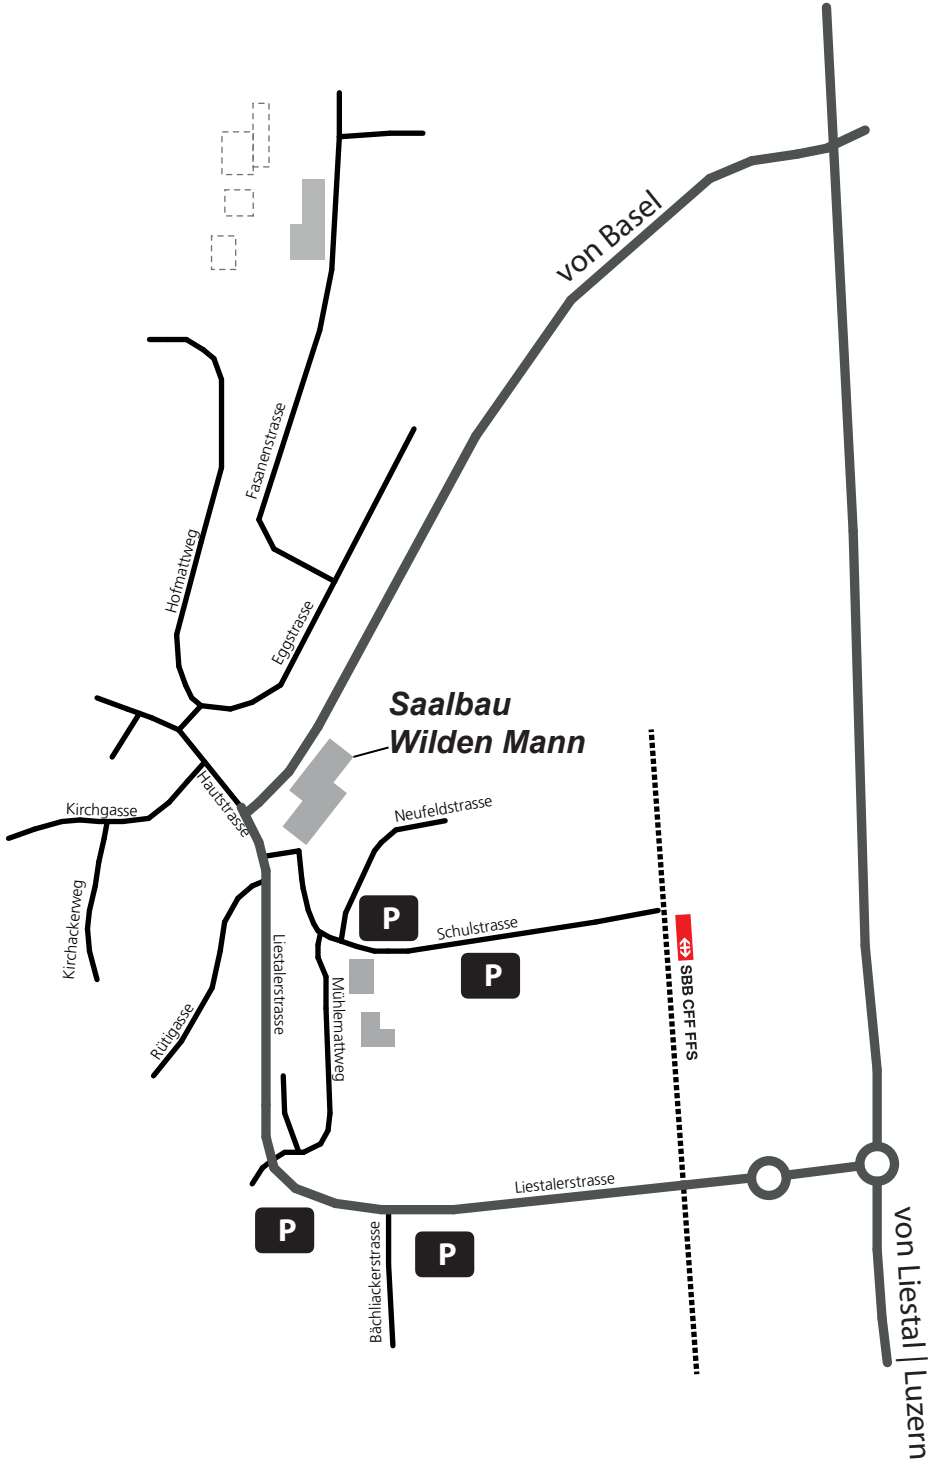 von Basel
Fasanenstrasse
Hofmattweg
Eggstrasse
Saalbau
Wilden Mann
Hautstrasse
Kirchgasse
Neufeldstrasse
Kirchackerweg
P
Schulstrasse
P
Liestalerstrasse
Mühlemattweg
SBB CFF FFS
Rütigasse
Liestalerstrasse
P
P
Bächliackerstrasse
von Liestal | Luzern